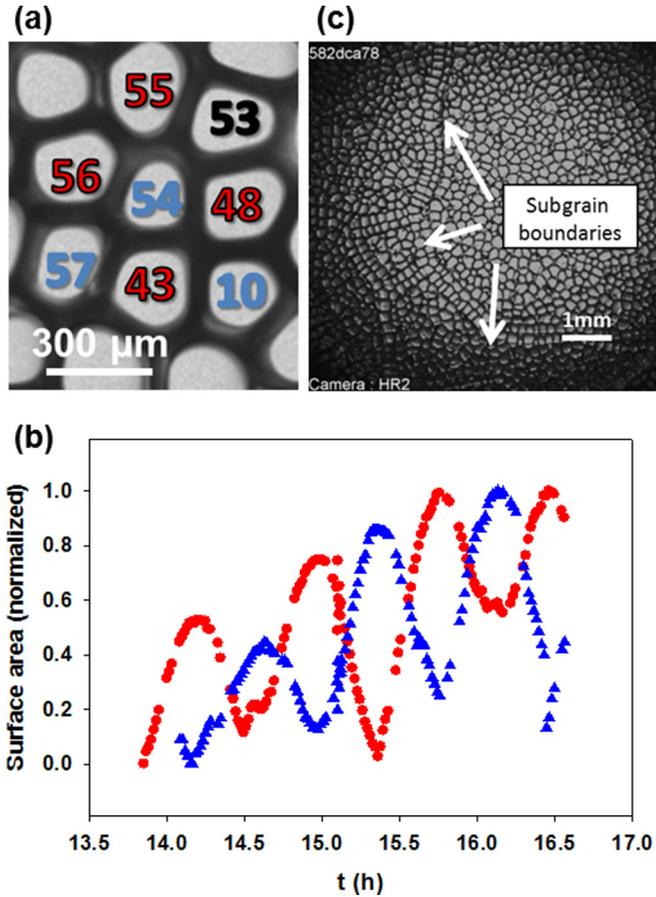 (a)
55
53
56
54
48
57
43
10
300 µm
(c)
582dca78
Subgrain
boundaries
1mm
Camera : HR2
(b)
Surface area (normalized)
1.0
0.8
0.6
0.4
0.2
0.0
13.5 14.0 14.5 15.0 15.5 16.0 16.5 17.0
t (h)